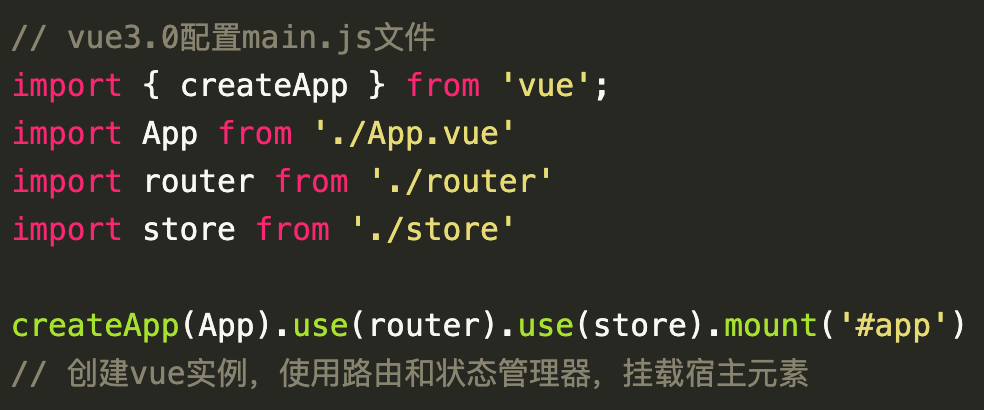 // vue3.0配置main.js文件
import { createApp } from 'vue';
import App from './App.vue'
import router from './router'
import store from './store'
createApp(App).use(router).use(store).mount('#app')
// 创建vue实例，使用路由和状态管理器，挂载宿主元素